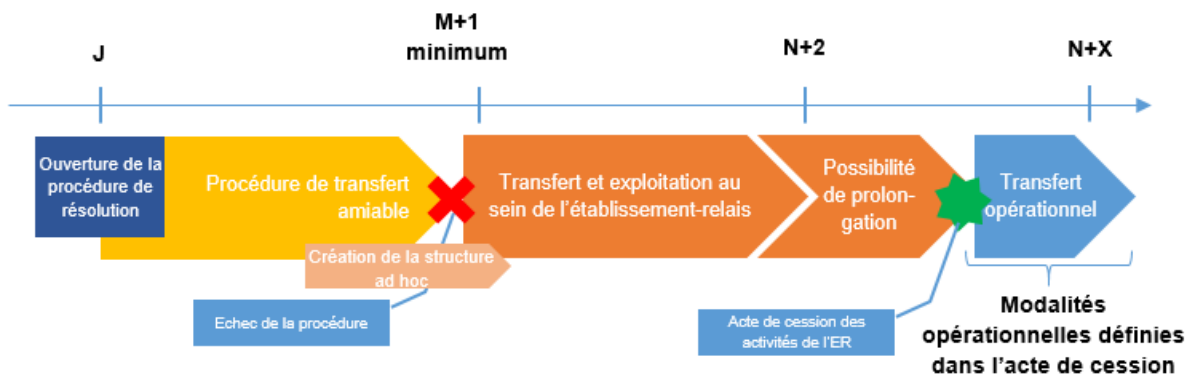 J
M+1
minimum
N+2
N+X
Ouverture de la
procédure de
résolution
Procédure de transfert
amiable
Transfert et exploitation au
sein de l'établissement-relais
Possibilité
de prolon-
gation
Transfert
opérationnel
Création de la structure
ad hoc
Echec de la procédure
Acte de cession des
activités de l'ER
Modalités
opérationnelles définies
dans l'acte de cession